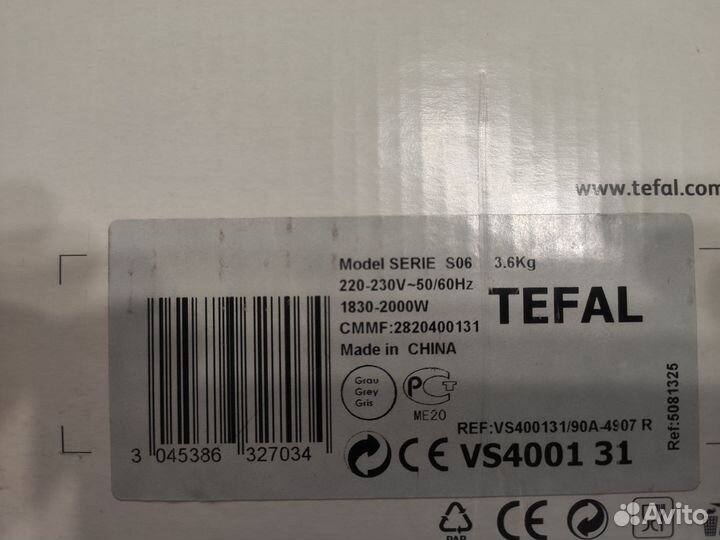 www.tefal.com
Model SERIE S06 3.6Kg
220-230V~50/60Hz
1830-2000W
TEFAL
CMMF:2820400131
Made in CHINA
Grau
Grey
Gris
РСТ
ME20
REF:VS400131/90A-4907 R
Ref:5081325
3 045386 327034
CE VS4001 31
PAP
CE
Avito